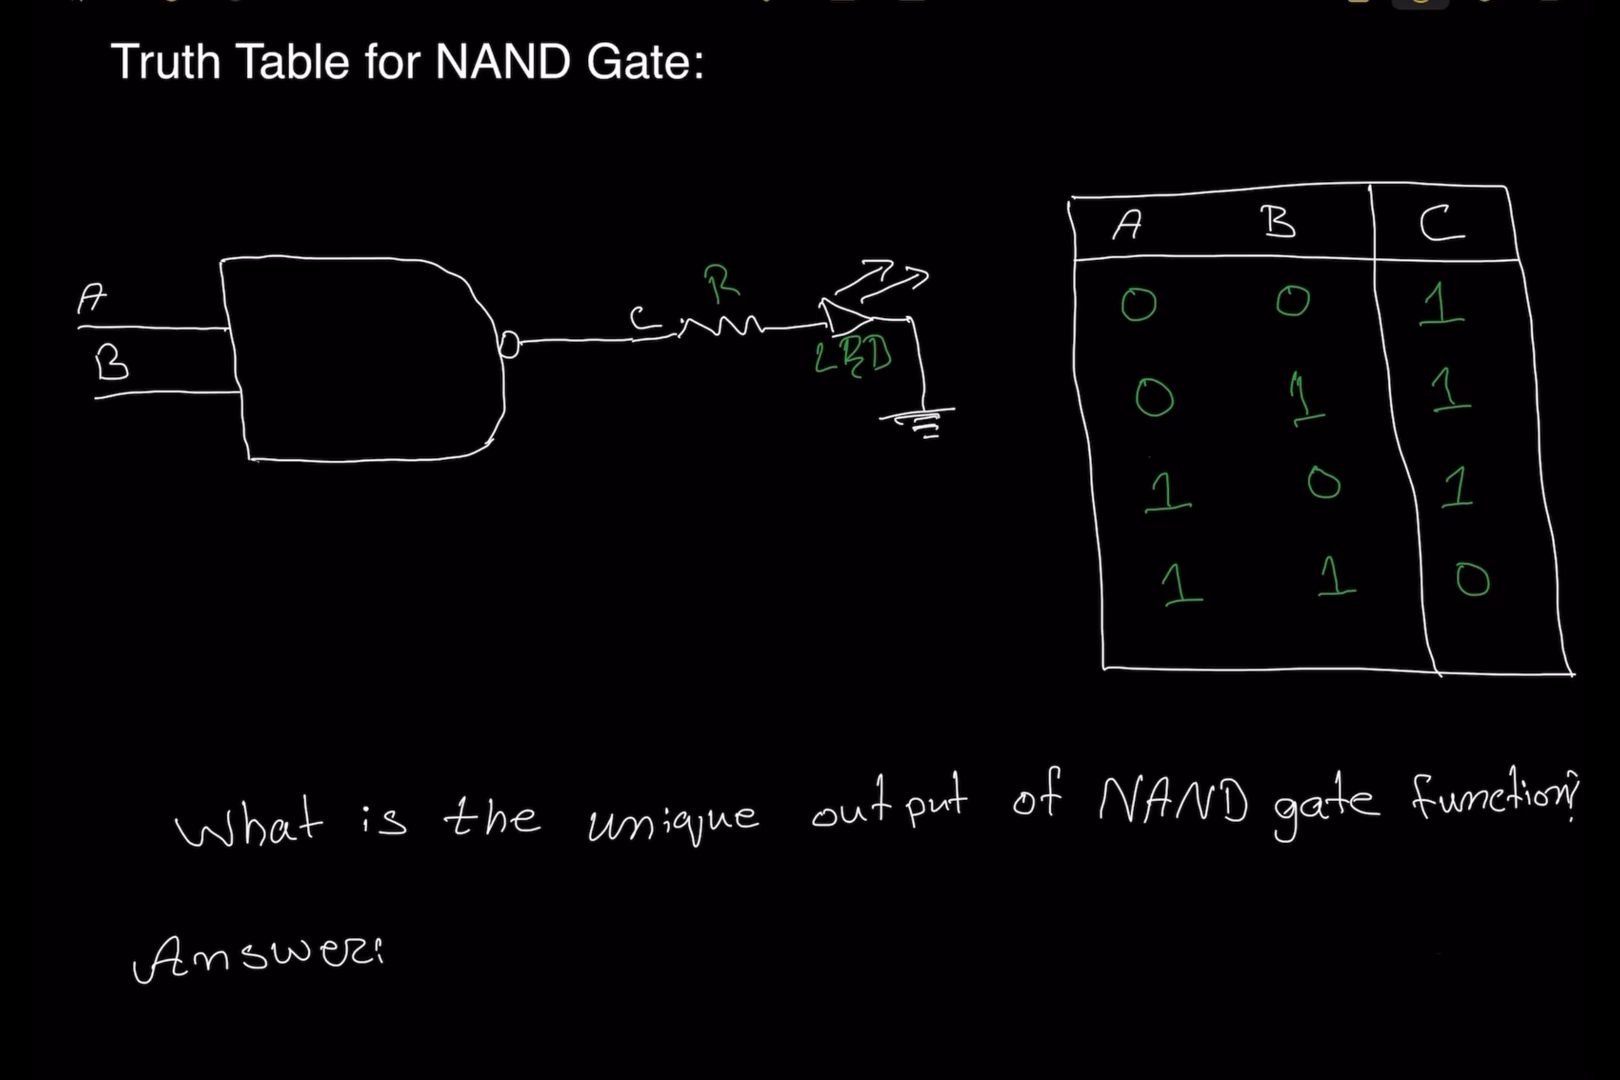 Truth Table for NAND Gate:
A B C
A
B
C R
LED
0 0 1
0 1 1
1 0 1
1 1 0
What is the unique output of NAND gate function?
Answer: